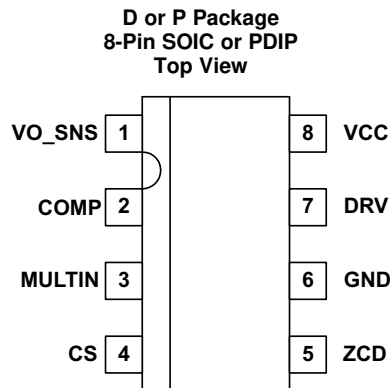 D or P Package
8-Pin SOIC or PDIP
Top View
VO_SNS 1 8 VCC
COMP 2 7 DRV
MULTIN 3 6 GND
CS 4 5 ZCD